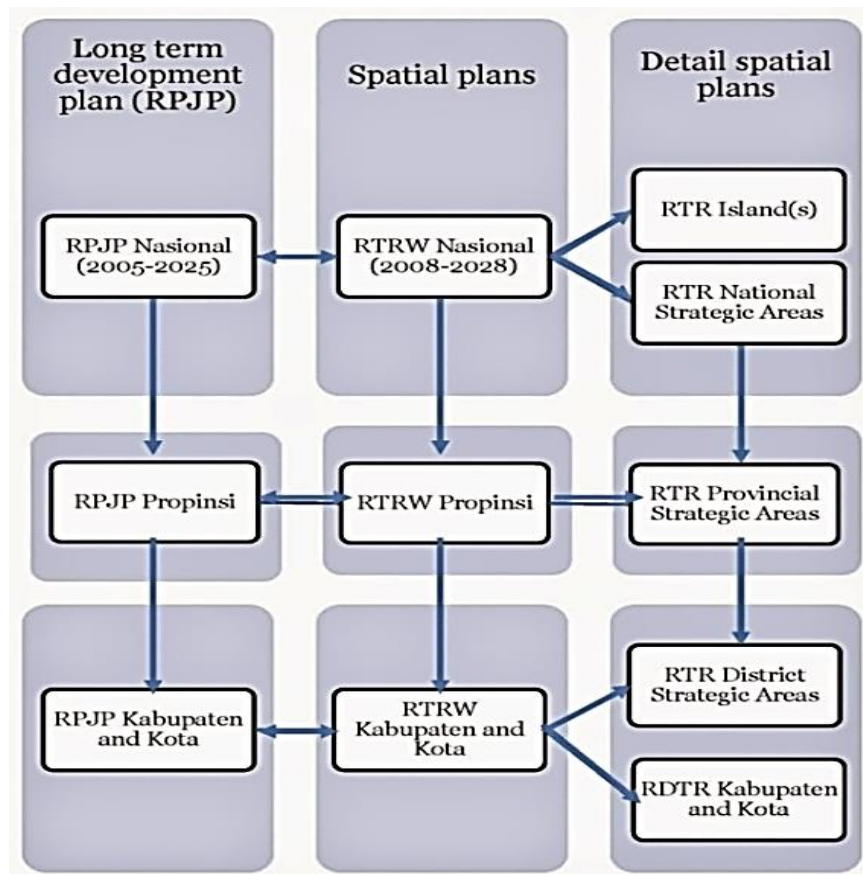 Long term
development
plan (RPJP)
Spatial plans
Detail spatial
plans
RPJP Nasional
(2005-2025)
RTRW Nasional
(2008-2028)
RTR Island(s)
RTR National
Strategic Areas
RPJP Propinsi
RTRW Propinsi
RTR Provincial
Strategic Areas
RPJP Kabupaten
and Kota
RTRW
Kabupaten and
Kota
RTR District
Strategic Areas
RDTR Kabupaten
and Kota